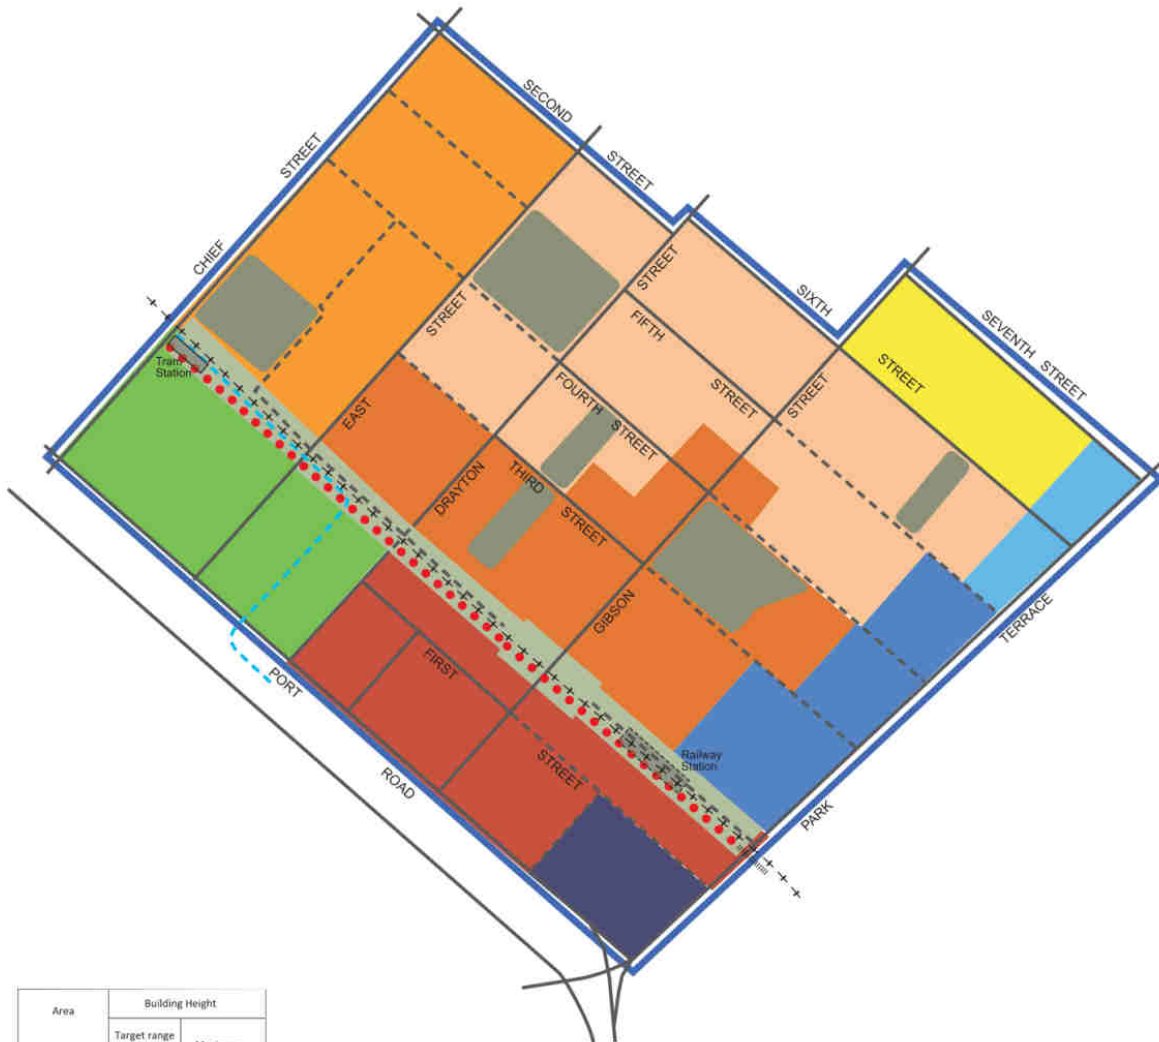 SECOND
STREET
STREET
CHIEF
STREET
STREET
SIXTH
SEVENTH STREET
FIFTH
STREET
STREET
STREET
STREET
Tram
Station
EAST
FOURTH
STREET
DRAYTON
THIRD
STREET
GIBSON
TERRACE
FIRST
PORT
STREET
Railway
Station
ROAD
PARK
Area
Building Height
Target range